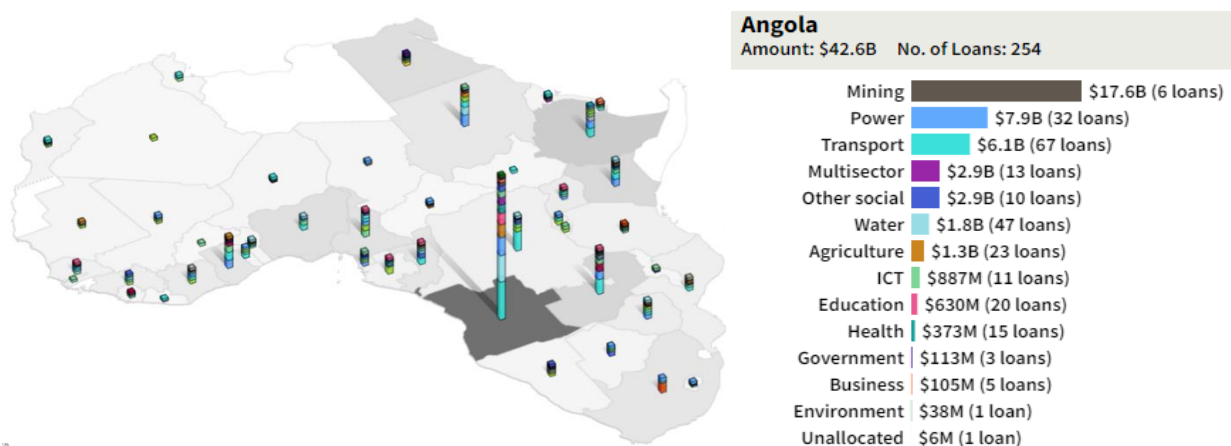 Angola
Amount: $42.6B No. of Loans: 254
Mining $17.6B (6 loans)
Power $7.9B (32 loans)
Transport $6.1B (67 loans)
Multisector $2.9B (13 loans)
Other social $2.9B (10 loans)
Water $1.8B (47 loans)
Agriculture $1.3B (23 loans)
ICT $887M (11 loans)
Education $630M (20 loans)
Health $373M (15 loans)
Government $113M (3 loans)
Business $105M (5 loans)
Environment $38M (1 loan)
Unallocated $6M (1 loan)